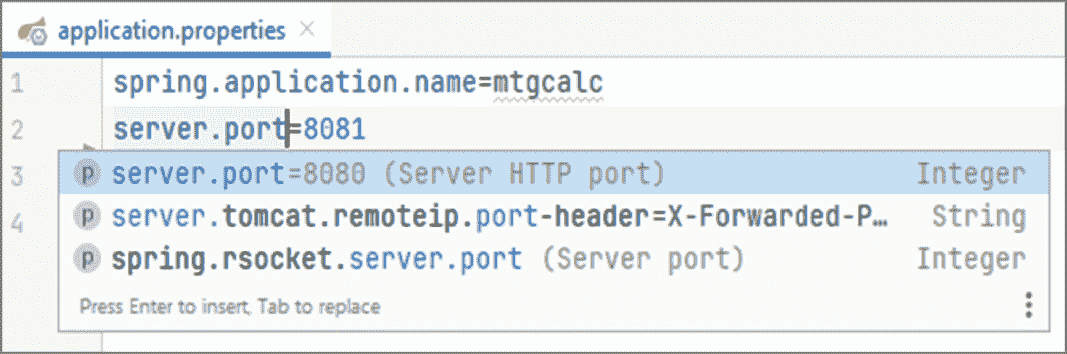 application.properties
1 spring.application.name=mtgcalc
2 server.port=8081
3 p server.port=8080 (Server HTTP port) Integer
4 p server.tomcat.remoteip.port-header=X-Forwarded-P… String
p spring.rsocket.server.port (Server port) Integer
Press Enter to insert, Tab to replace